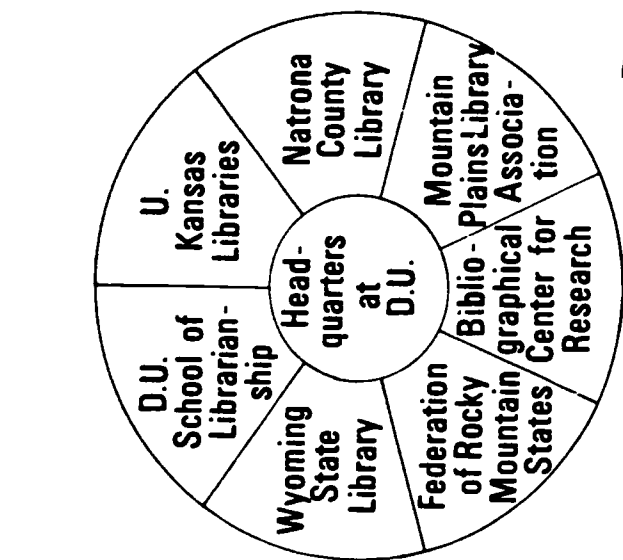 D.U.
School of
Librarian-
ship
U.
Kansas
Libraries
Natrona
County
Library
Mountain
Plains Library
Associa-
tion
Biblio-
graphical
Center for
Research
Federation
of Rocky
Mountain
States
Wyoming
State
Library
Head-
quarters
at
D.U.